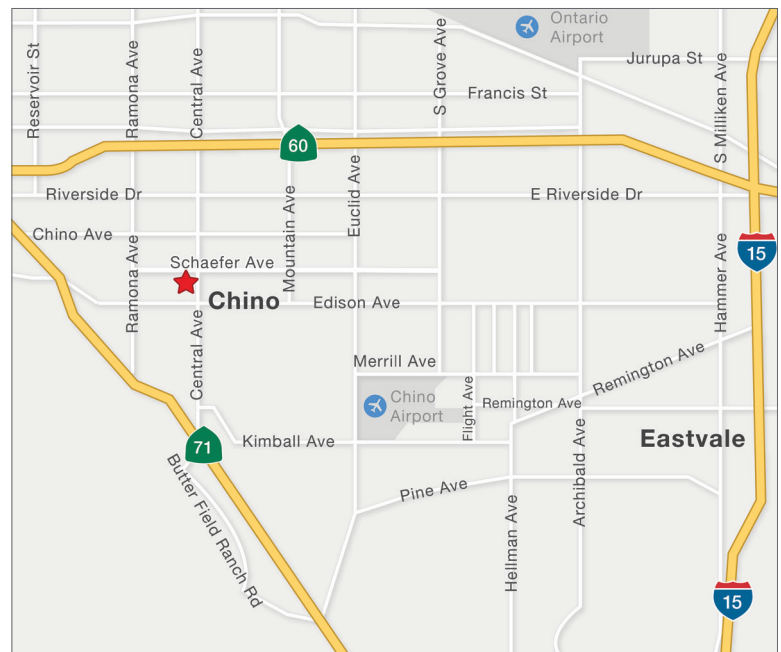 Ontario
Airport
Reservoir St
Ramona Ave
Central Ave
S Grove Ave
Jurupa St
S Milliken Ave
Francis St
60
Riverside Dr
Mountain Ave
Euclid Ave
E Riverside Dr
Chino Ave
Ramona Ave
Schaefer Ave
15
Hammer Ave
Chino
Edison Ave
Central Ave
Merrill Ave
Remington Ave
Chino
Airport
Flight Ave
Remington Ave
Archibald Ave
Kimball Ave
71
Eastvale
Butter Field Ranch Rd
Pine Ave
Hellman Ave
15